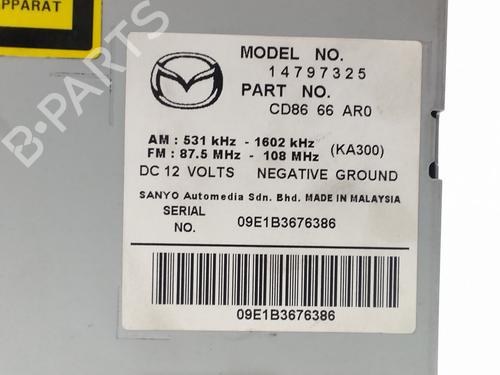 APPARAT
MODEL NO.
14797325
PART NO.
CD86 66 AR0
AM : 531 kHz - 1602 kHz
FM : 87.5 MHz - 108 MHz (KA300)
DC 12 VOLTS NEGATIVE GROUND
SANYO Automedia Sdn. Bhd. MADE IN MALAYSIA
SERIAL NO. 09E1B3676386
09E1B3676386
B-PARTS